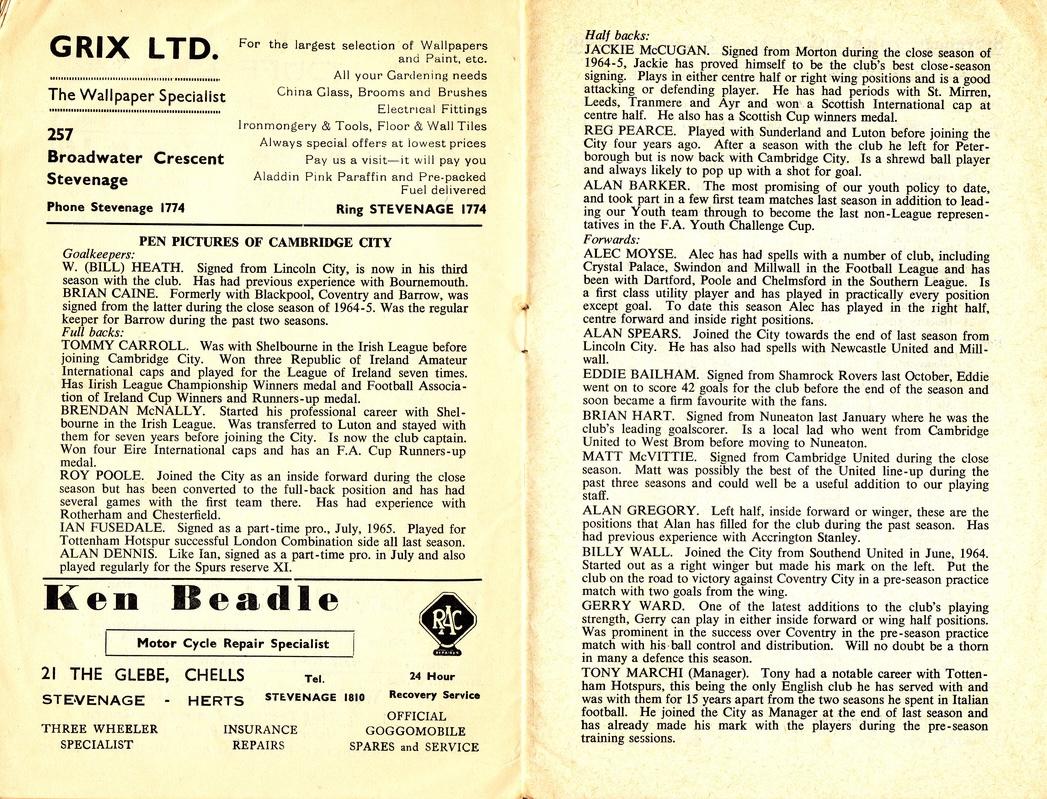 GRIX LTD.
The Wallpaper Specialist
257
Broadwater Crescent
Stevenage
Phone Stevenage 1774
For the largest selection of Wallpapers
and Paint, etc.
All your Gardening needs
China Glass, Brooms and Brushes
Electrical Fittings
Ironmongery & Tools, Floor & Wall Tiles
Always special offers at lowest prices
Pay us a visit—it will pay you
Aladdin Pink Paraffin and Pre-packed
Fuel delivered
Ring STEVENAGE 1774
PEN PICTURES OF CAMBRIDGE CITY
Goalkeepers:
W. (BILL) HEATH. Signed from Lincoln City, is now in his third
season with the club. Has had previous experience with Bournemouth.
BRIAN CAINE. Formerly with Blackpool, Coventry and Barrow, was
signed from the latter during the close season of 1964-5. Was the regular
keeper for Barrow during the past two seasons.
Full backs:
TOMMY CARROLL. Was with Shelbourne in the Irish League before
joining Cambridge City. Won three Republic of Ireland Amateur
International caps and played for the League of Ireland seven times.
Has Iirish League Championship Winners medal and Football Associa-
tion of Ireland Cup Winners and Runners-up medal.
BRENDAN McNALLY. Started his professional career with Shel-
bourne in the Irish League. Was transferred to Luton and stayed with
them for seven years before joining the City. Is now the club captain.
Won four Eire International caps and has an F.A. Cup Runners-up
medal.
ROY POOLE. Joined the City as an inside forward during the close
season but has been converted to the full-back position and has had
several games with the first team there. Has had experience with
Rotherham and Chesterfield.
IAN FUSEDALE. Signed as a part-time pro., July, 1965. Played for
Tottenham Hotspur successful London Combination side all last season.
ALAN DENNIS. Like Ian, signed as a part-time pro. in July and also
played regularly for the Spurs reserve XI.
Ken Beadle
RAC
REPAIRER
Motor Cycle Repair Specialist
21 THE GLEBE, CHELLS
STEVENAGE - HERTS
Tel.
STEVENAGE 1810
24 Hour
Recovery Service
THREE WHEELER
SPECIALIST
INSURANCE
REPAIRS
OFFICIAL
GOGGOMOBILE
SPARES and SERVICE
Half backs:
JACKIE McCUGAN. Signed from Morton during the close season of
1964-5, Jackie has proved himself to be the club's best close-season
signing. Plays in either centre half or right wing positions and is a good
attacking or defending player. He has had periods with St. Mirren,
Leeds, Tranmere and Ayr and won a Scottish International cap at
centre half. He also has a Scottish Cup winners medal.
REG PEARCE. Played with Sunderland and Luton before joining the
City four years ago. After a season with the club he left for Peter-
borough but is now back with Cambridge City. Is a shrewd ball player
and always likely to pop up with a shot for goal.
ALAN BARKER. The most promising of our youth policy to date,
and took part in a few first team matches last season in addition to lead-
ing our Youth team through to become the last non-League represen-
tatives in the F.A. Youth Challenge Cup.
Forwards:
ALEC MOYSE. Alec has had spells with a number of club, including
Crystal Palace, Swindon and Millwall in the Football League and has
been with Dartford, Poole and Chelmsford in the Southern League. Is
a first class utility player and has played in practically every position
except goal. To date this season Alec has played in the right half,
centre forward and inside right positions.
ALAN SPEARS. Joined the City towards the end of last season from
Lincoln City. He has also had spells with Newcastle United and Mill-
wall.
EDDIE BAILHAM. Signed from Shamrock Rovers last October, Eddie
went on to score 42 goals for the club before the end of the season and
soon became a firm favourite with the fans.
BRIAN HART. Signed from Nuneaton last January where he was the
club's leading goalscorer. Is a local lad who went from Cambridge
United to West Brom before moving to Nuneaton.
MATT McVITTIE. Signed from Cambridge United during the close
season. Matt was possibly the best of the United line-up during the
past three seasons and could well be a useful addition to our playing
staff.
ALAN GREGORY. Left half, inside forward or winger, these are the
positions that Alan has filled for the club during the past season. Has
had previous experience with Accrington Stanley.
BILLY WALL. Joined the City from Southend United in June, 1964.
Started out as a right winger but made his mark on the left. Put the
club on the road to victory against Coventry City in a pre-season practice
match with two goals from the wing.
GERRY WARD. One of the latest additions to the club's playing
strength, Gerry can play in either inside forward or wing half positions.
Was prominent in the success over Coventry in the pre-season practice
match with his ball control and distribution. Will no doubt be a thorn
in many a defence this season.
TONY MARCHI (Manager). Tony had a notable career with Totten-
ham Hotspurs, this being the only English club he has served with and
was with them for 15 years apart from the two seasons he spent in Italian
football. He joined the City as Manager at the end of last season and
has already made his mark with the players during the pre-season
training sessions.